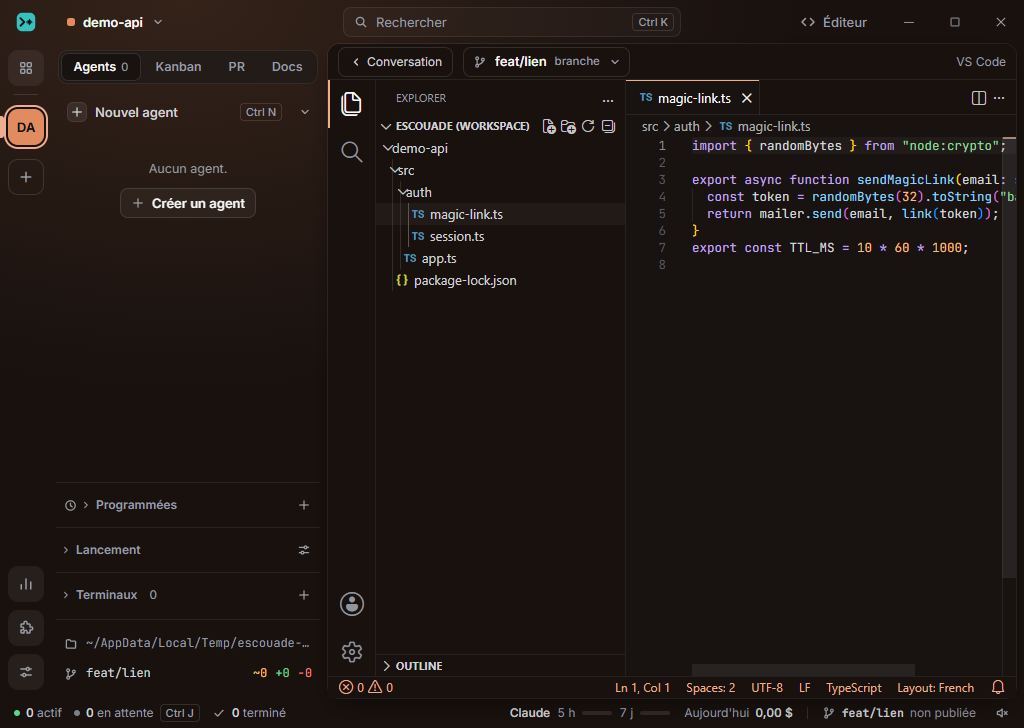 demo-api
Rechercher
Ctrl K
Éditeur
Agents 0
Kanban
PR
Docs
Conversation
feat/lien branche
VS Code
DA
Nouvel agent
Ctrl N
Aucun agent.
Créer un agent
EXPLORER
ESCOUADE (WORKSPACE)
demo-api
src
auth
TS magic-link.ts
TS session.ts
TS app.ts
{} package-lock.json
OUTLINE
TS magic-link.ts
src > auth > TS magic-link.ts
1 import { randomBytes } from "node:crypto";
2
3 export async function sendMagicLink(email:
4 const token = randomBytes(32).toString("ba
5 return mailer.send(email, link(token));
6 }
7 export const TTL_MS = 10 * 60 * 1000;
8
Programmées
Lancement
Terminaux 0
~/AppData/Local/Temp/escouade-…
feat/lien
~0 +0 -0
0 0
Ln 1, Col 1
Spaces: 2
UTF-8
LF
TypeScript
Layout: French
0 actif
0 en attente
Ctrl J
0 terminé
Claude 5 h
7 j
Aujourd'hui 0,00 $
feat/lien non publiée